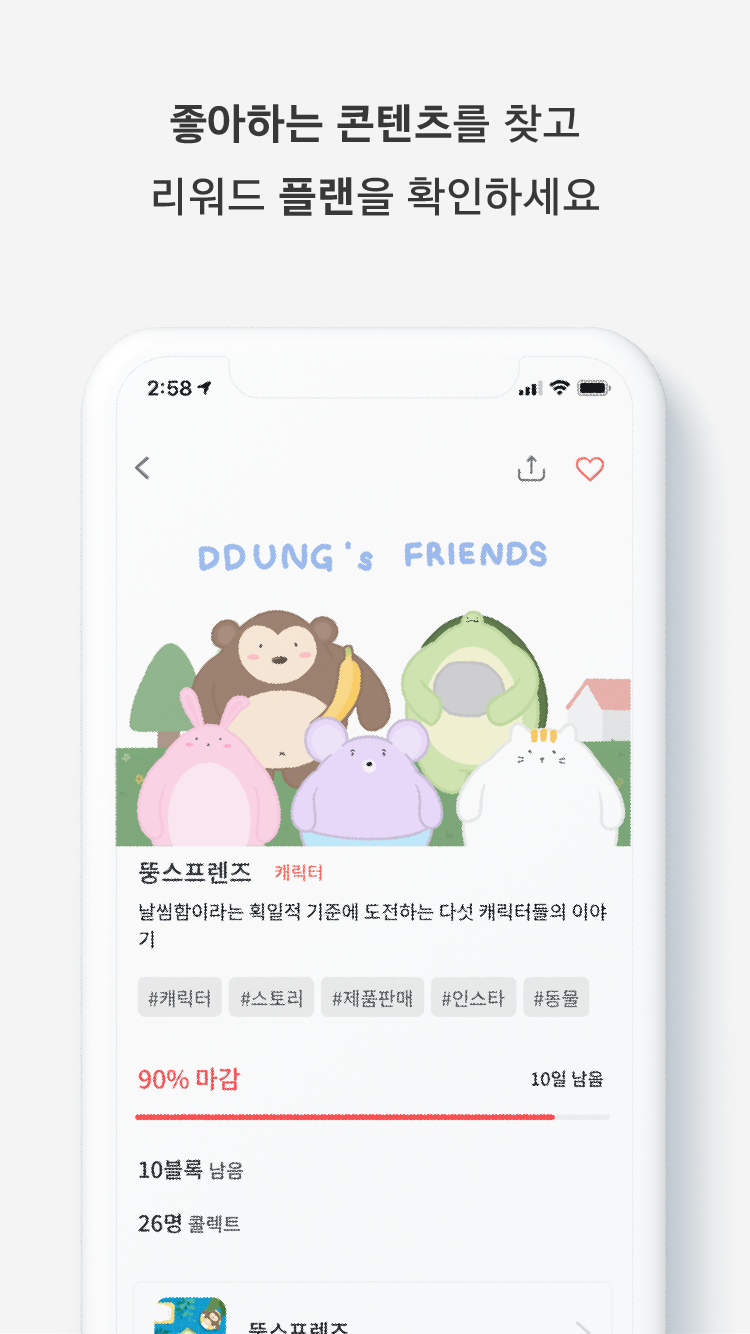 좋아하는 콘텐츠를 찾고
리워드 플랜을 확인하세요
2:58
DDUNG's FRIENDS
뚱스프렌즈 캐릭터
날씸함이라는 획일적 기준에 도전하는 다섯 캐릭터들의 이야
기
#캐릭터 #스토리 #제품판매 #인스타 #동물
90% 마감 10일 남음
10블록 남음
26명 콜렉트
뚱스프렌즈